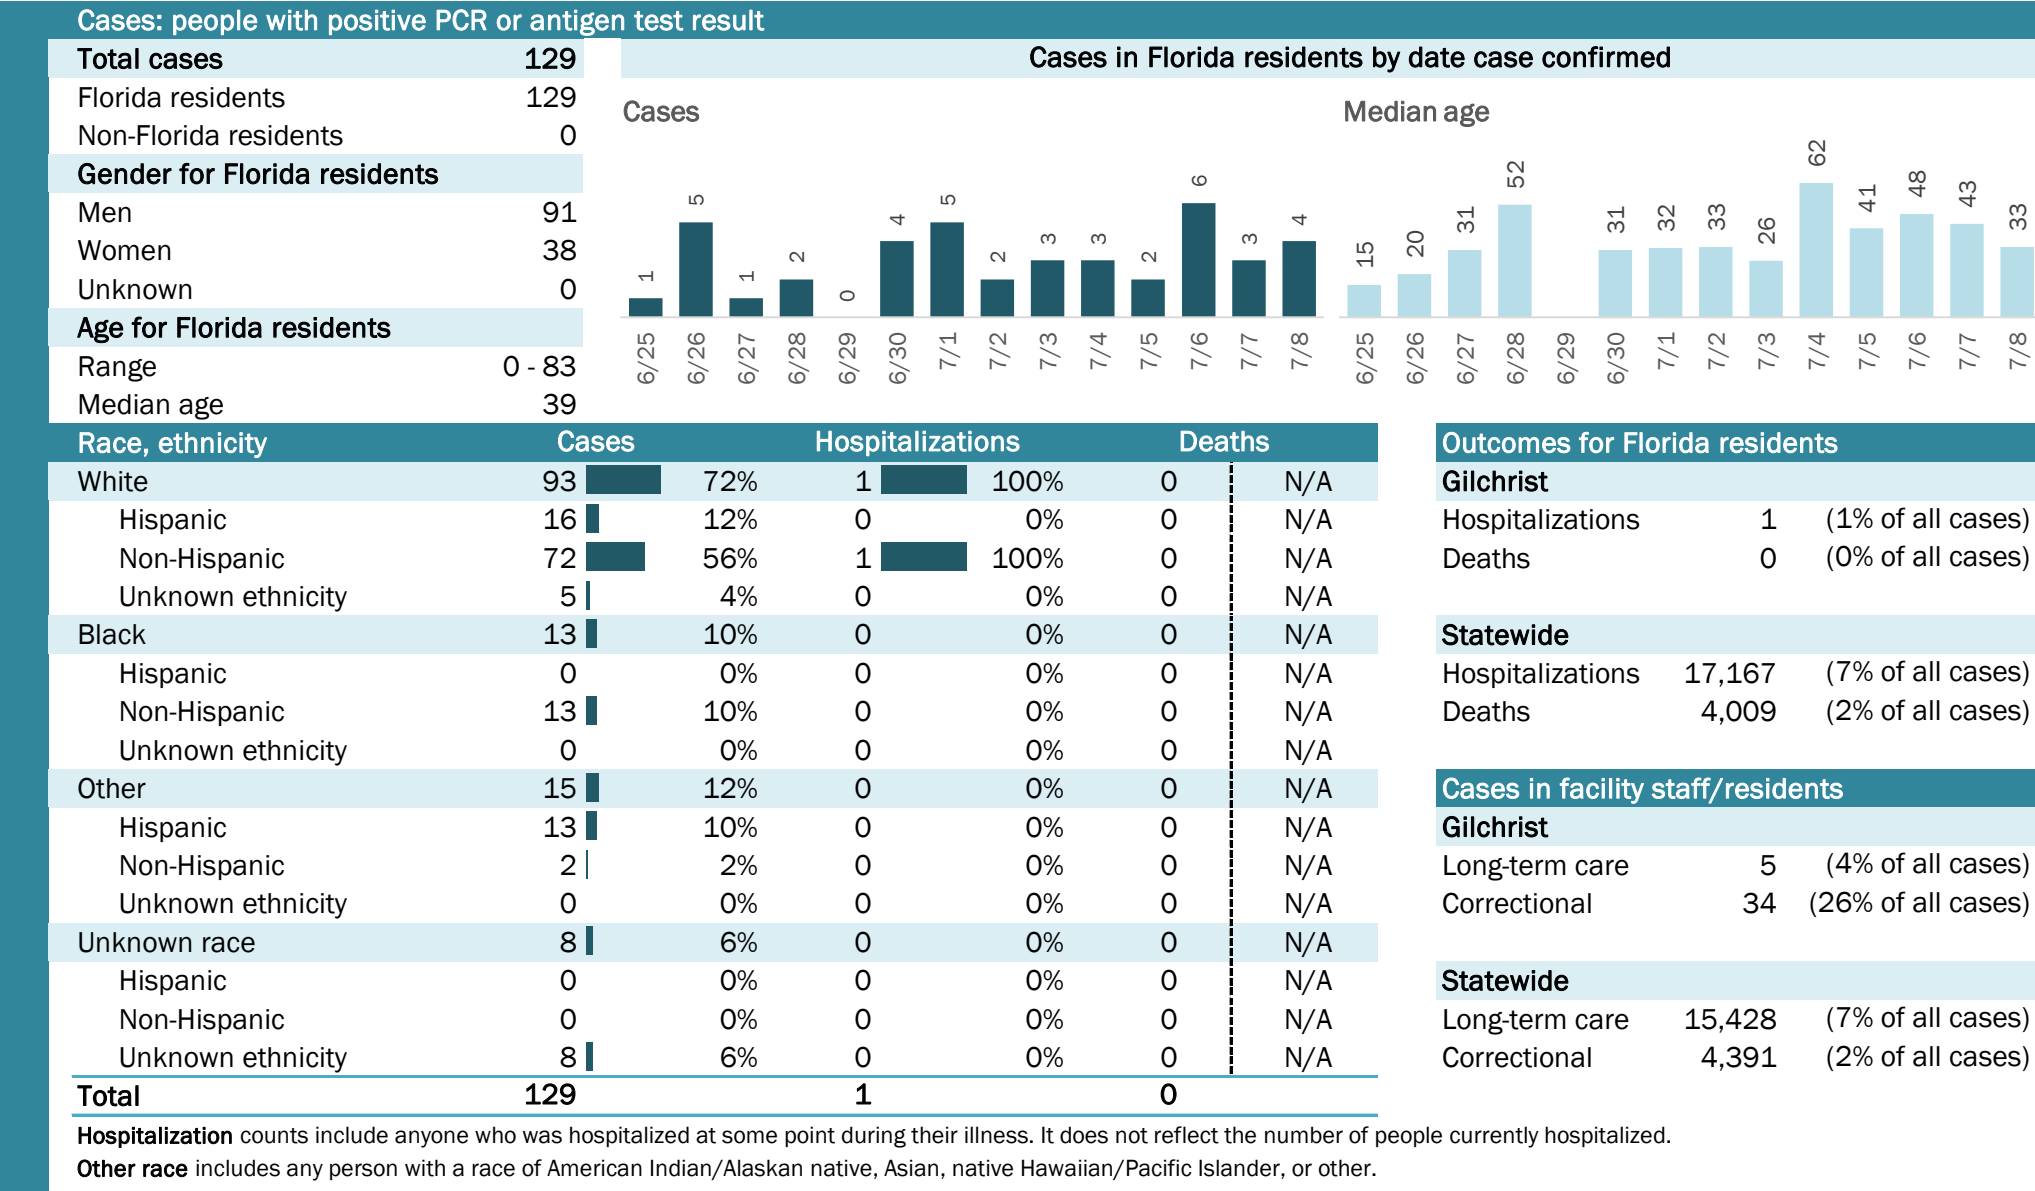 Cases: people with positive PCR or antigen test result
Total cases 129
Florida residents 129
Non-Florida residents 0
Gender for Florida residents
Men 91
Women 38
Unknown 0
Age for Florida residents
Range 0 - 83
Median age 39
Cases in Florida residents by date case confirmed
Cases
1 5 1 2 0 4 5 2 3 3 2 6 3 4
6/25 6/26 6/27 6/28 6/29 6/30 7/1 7/2 7/3 7/4 7/5 7/6 7/7 7/8
Median age
15 20 31 52 31 32 33 26 62 41 48 43 33
6/25 6/26 6/27 6/28 6/29 6/30 7/1 7/2 7/3 7/4 7/5 7/6 7/7 7/8
Race, ethnicity Cases Hospitalizations Deaths
White 93 72% 1 100% 0 N/A
Hispanic 16 12% 0 0% 0 N/A
Non-Hispanic 72 56% 1 100% 0 N/A
Unknown ethnicity 5 4% 0 0% 0 N/A
Black 13 10% 0 0% 0 N/A
Hispanic 0 0% 0 0% 0 N/A
Non-Hispanic 13 10% 0 0% 0 N/A
Unknown ethnicity 0 0% 0 0% 0 N/A
Other 15 12% 0 0% 0 N/A
Hispanic 13 10% 0 0% 0 N/A
Non-Hispanic 2 2% 0 0% 0 N/A
Unknown ethnicity 0 0% 0 0% 0 N/A
Unknown race 8 6% 0 0% 0 N/A
Hispanic 0 0% 0 0% 0 N/A
Non-Hispanic 0 0% 0 0% 0 N/A
Unknown ethnicity 8 6% 0 0% 0 N/A
Total 129 1 0
Outcomes for Florida residents
Gilchrist
Hospitalizations 1 (1% of all cases)
Deaths 0 (0% of all cases)
Statewide
Hospitalizations 17,167 (7% of all cases)
Deaths 4,009 (2% of all cases)
Cases in facility staff/residents
Gilchrist
Long-term care 5 (4% of all cases)
Correctional 34 (26% of all cases)
Statewide
Long-term care 15,428 (7% of all cases)
Correctional 4,391 (2% of all cases)
Hospitalization counts include anyone who was hospitalized at some point during their illness. It does not reflect the number of people currently hospitalized.
Other race includes any person with a race of American Indian/Alaskan native, Asian, native Hawaiian/Pacific Islander, or other.